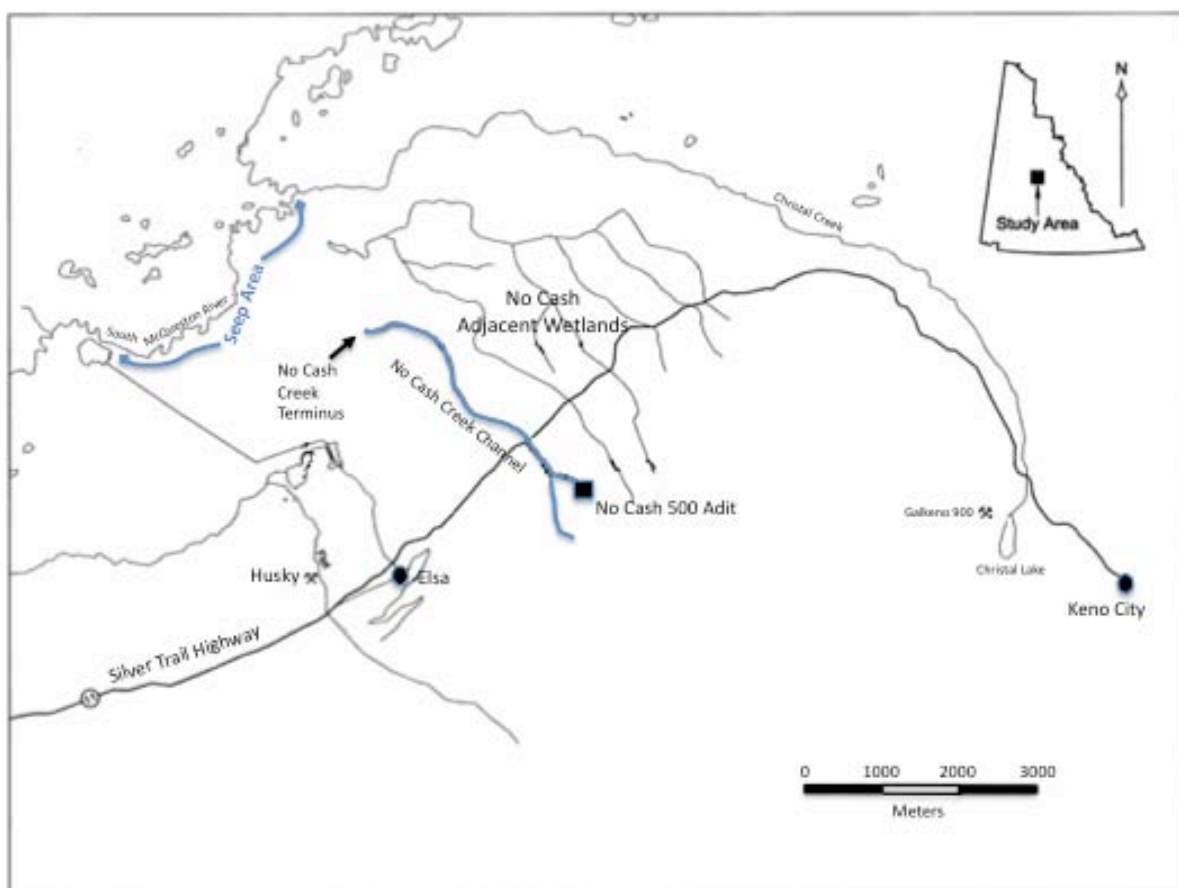 N
Study Area
Christal Creek
No Cash
Adjacent Wetlands
South McQuesten River
Seep Area
No Cash
Creek
Terminus
No Cash Creek Channel
No Cash 500 Adit
Galkeno 900
Christal Lake
Keno City
Husky
Elsa
Silver Trail Highway
0 1000 2000 3000
Meters